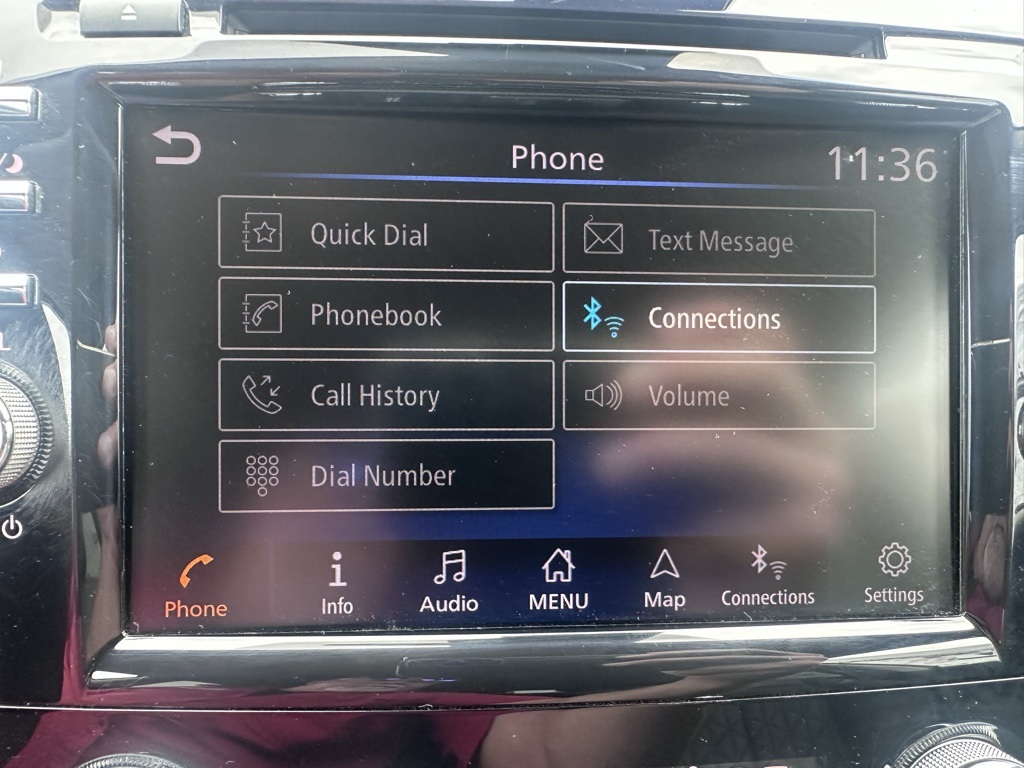 Phone
11:36
Quick Dial
Text Message
Phonebook
Connections
Call History
Volume
Dial Number
Phone
Info
Audio
MENU
Map
Connections
Settings